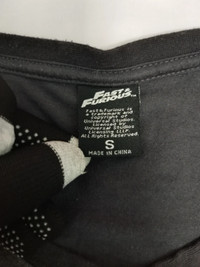 FAST&
FURIOUS
Fast&Furious is
a trademark and
copyright of
Universal Studios.
Licensed by
Universal Studios
Licensing LLLP.
All Rights Reserved.
S
MADE IN CHINA